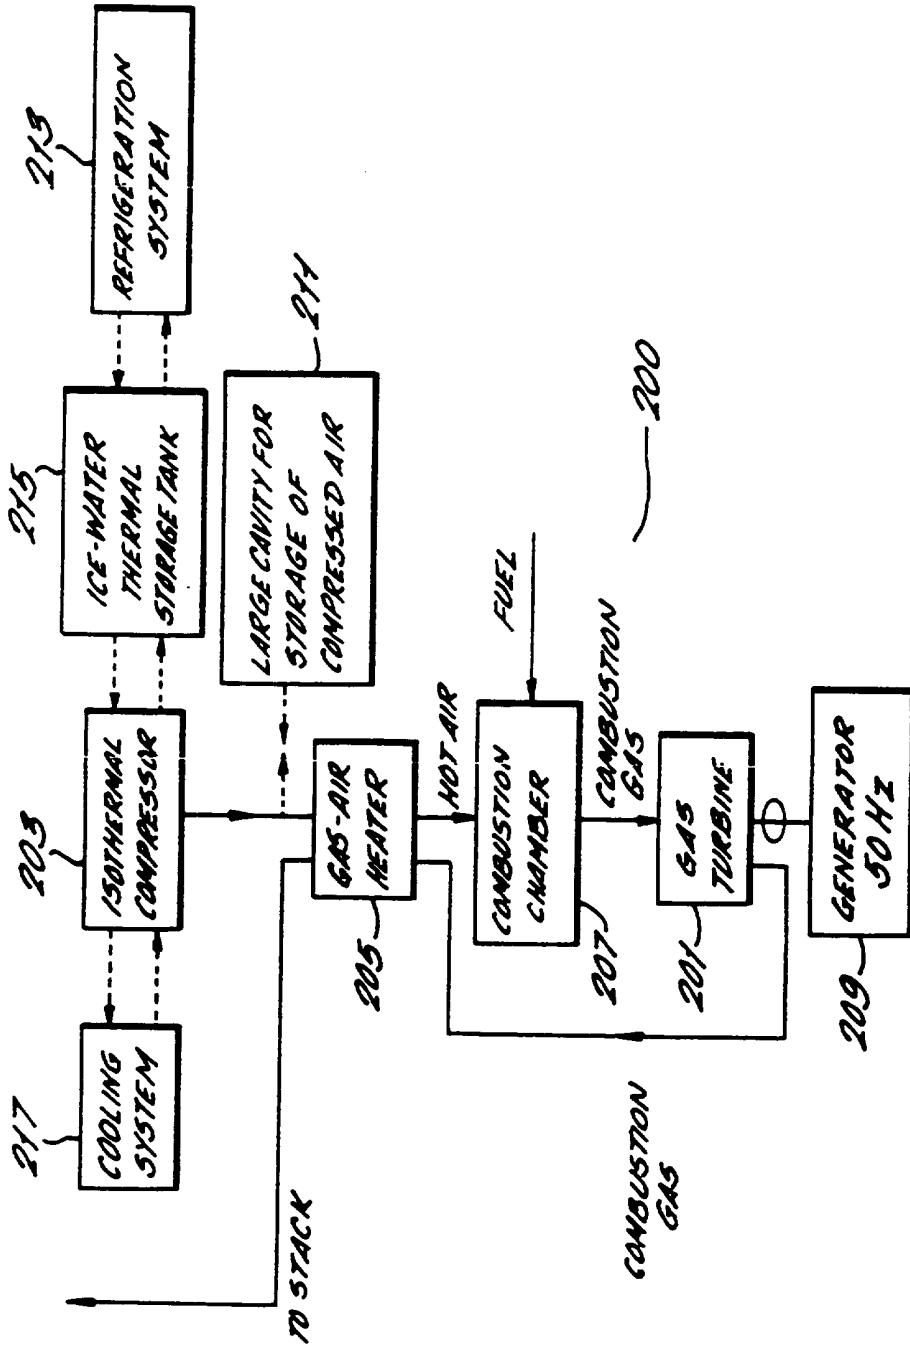 217
COOLING
SYSTEM
203
ISOTHERMAL
COMPRESSOR
215
ICE-WATER
THERMAL
STORAGE TANK
213
REFRIGERATION
SYSTEM
TO STACK
205
GAS-AIR
HEATER
LARGE CAVITY FOR
STORAGE OF
COMPRESSED AIR
211
HOT AIR
207
COMBUSTION
CHAMBER
FUEL
COMBUSTION
GAS
200
COMBUSTION
GAS
201
GAS
TURBINE
209
GENERATOR
50 HZ